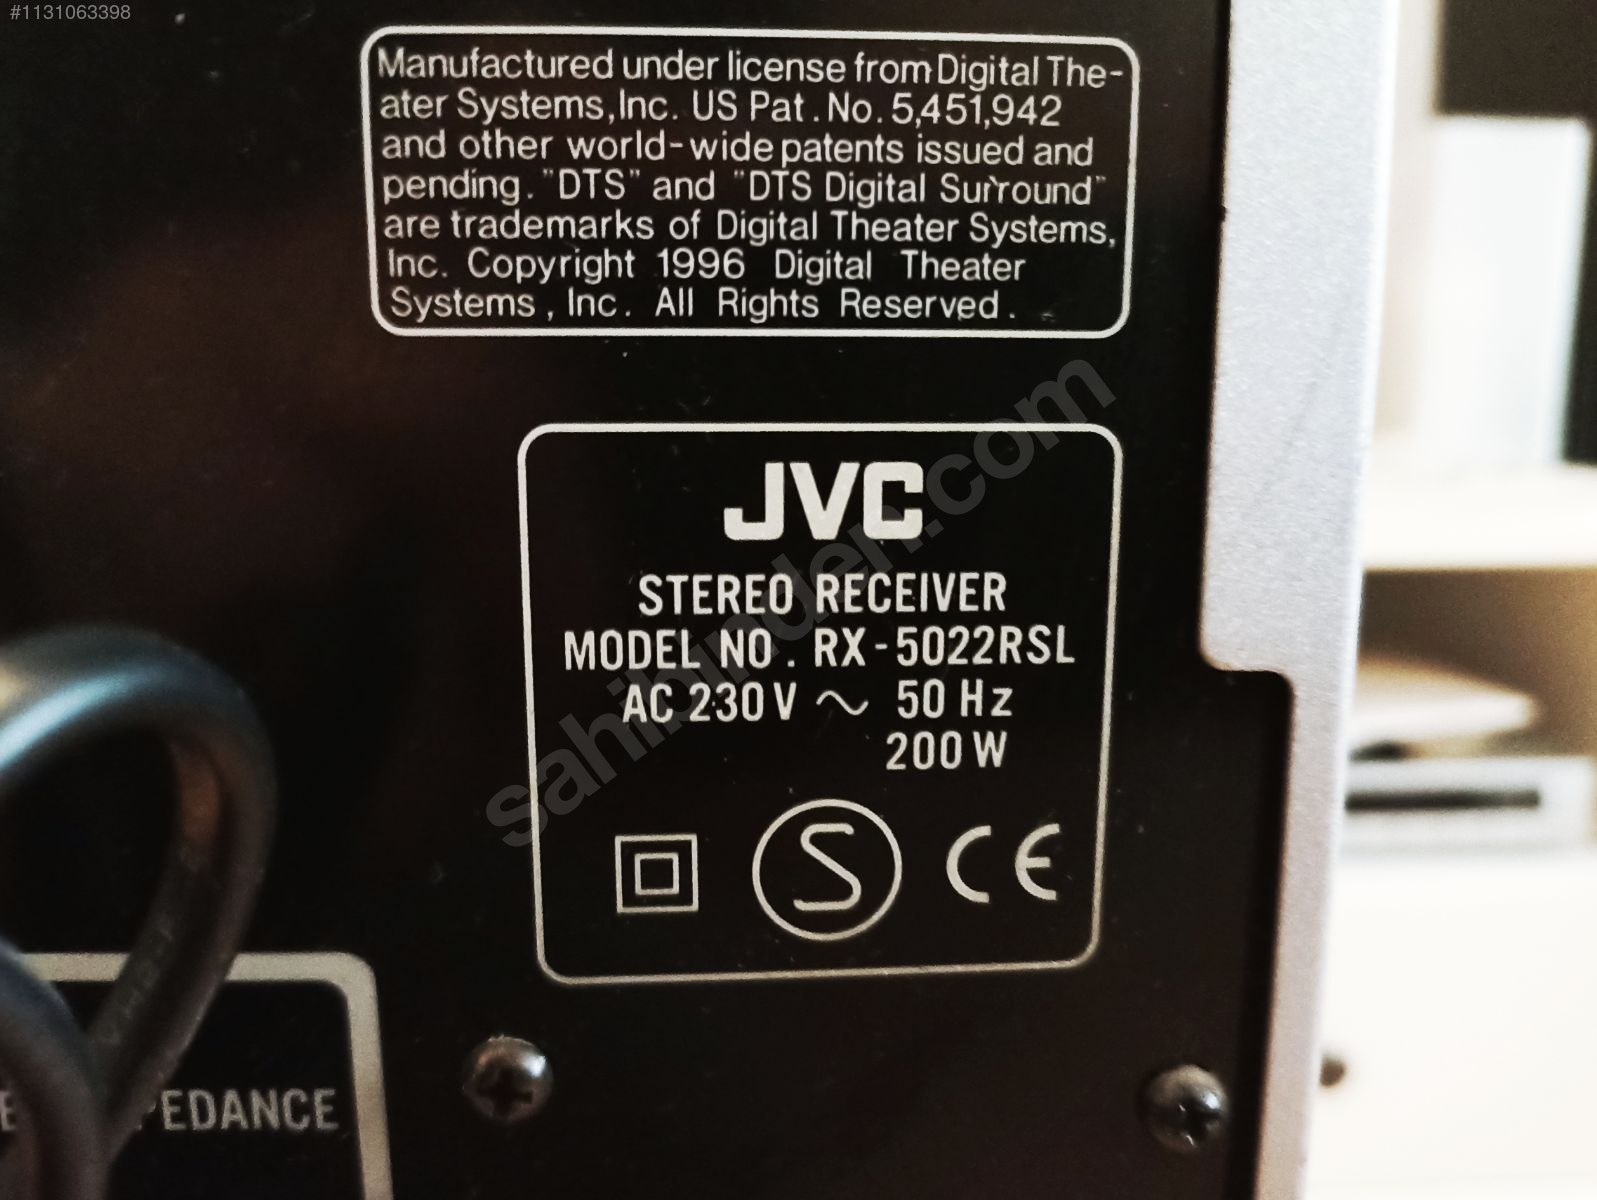 #1131063398
Manufactured under license from Digital The-
ater Systems, Inc. US Pat. No. 5,451,942
and other world-wide patents issued and
pending. "DTS" and "DTS Digital Surround"
are trademarks of Digital Theater Systems,
Inc. Copyright 1996 Digital Theater
Systems, Inc. All Rights Reserved.
JVC
STEREO RECEIVER
MODEL NO. RX-5022RSL
AC 230V ~ 50 Hz
200 W
S CE
sahibinden.com